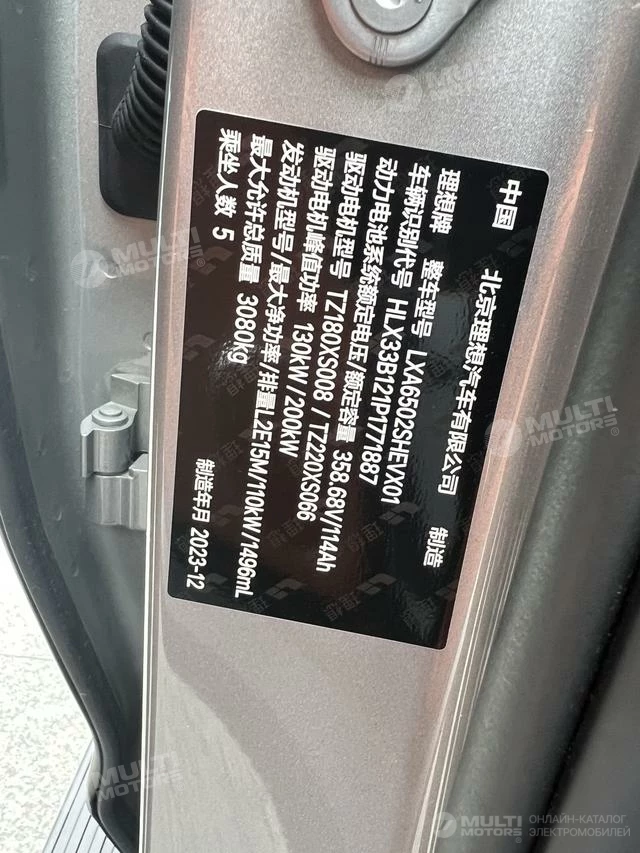 中国 北京理想汽车有限公司 制造
理想牌 整车型号 LXA6502SHEVX01
车辆识别代号 HLX33B121P1771887
动力电池系统额定电压/额定容量 358.68V/114Ah
驱动电机型号 TZ180XS008 / TZ220XS066
驱动电机峰值功率 130kW / 200kW
发动机型号/最大净功率/排量L2E15M/110kW/1496mL
最大允许总质量 3080kg
乘坐人数 5 制造年月 2023-12
MULTI MOTORS
MULTI MOTORS
MULTI MOTORS
MULTI MOTORS
MULTI MOTORS ОНЛАЙН-КАТАЛОГ ЭЛЕКТРОМОБИЛЕЙ